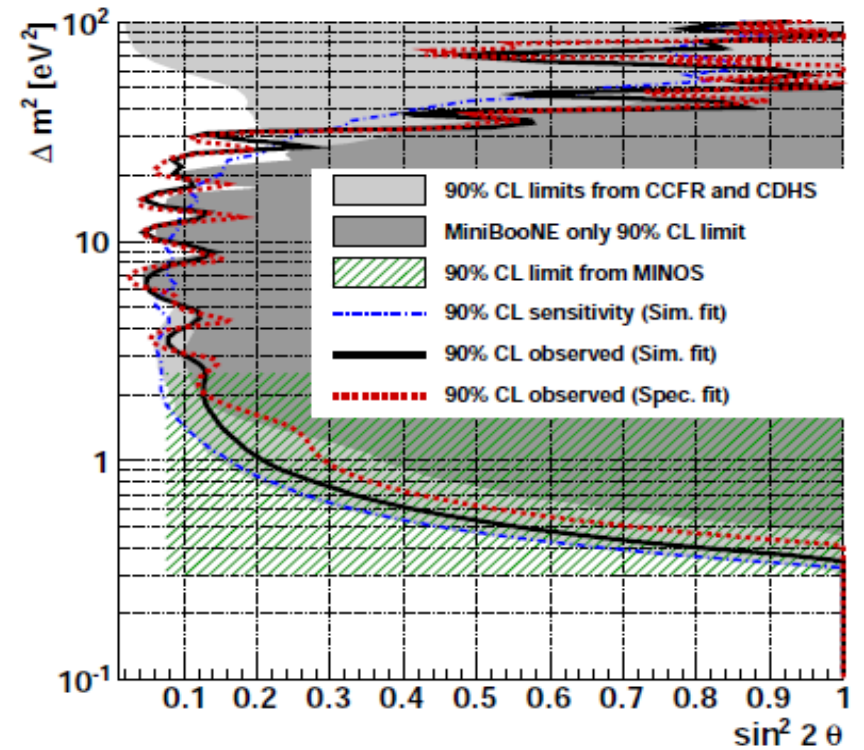 10²
Δ m² [eV²]
10
1
10⁻¹
90% CL limits from CCFR and CDHS
MiniBooNE only 90% CL limit
90% CL limit from MINOS
90% CL sensitivity (Sim. fit)
90% CL observed (Sim. fit)
90% CL observed (Spec. fit)
0.1 0.2 0.3 0.4 0.5 0.6 0.7 0.8 0.9 1
sin² 2 θ